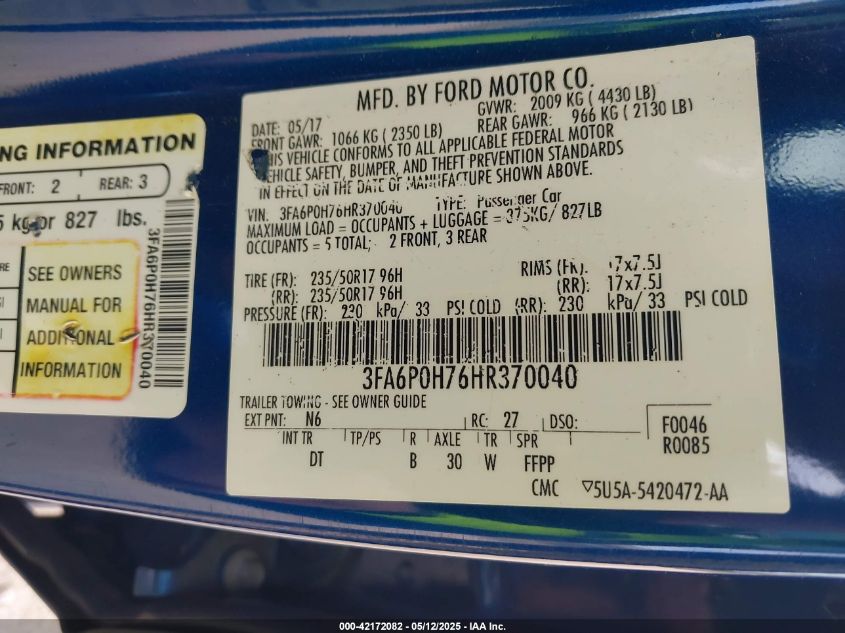 NG INFORMATION
FRONT: 2 REAR: 3
5 kg or 827 lbs.
SEE OWNERS
MANUAL FOR
ADDITIONAL
INFORMATION
3FA6P0H76HR370040
MFD. BY FORD MOTOR CO.
DATE: 05/17 GVWR: 2009 KG ( 4430 LB)
FRONT GAWR: 1066 KG ( 2350 LB) REAR GAWR: 966 KG ( 2130 LB)
THIS VEHICLE CONFORMS TO ALL APPLICABLE FEDERAL MOTOR
VEHICLE SAFETY, BUMPER, AND THEFT PREVENTION STANDARDS
IN EFFECT ON THE DATE OF MANUFACTURE SHOWN ABOVE.
VIN: 3FA6P0H76HR370040 TYPE: Passenger Car
MAXIMUM LOAD = OCCUPANTS + LUGGAGE = 375KG/ 827LB
OCCUPANTS = 5 TOTAL; 2 FRONT, 3 REAR
TIRE (FR): 235/50R17 96H RIMS (FR): 17x7.5J
(RR): 235/50R17 96H (RR): 17x7.5J
PRESSURE (FR): 230 kPa/ 33 PSI COLD (RR): 230 kPa/ 33 PSI COLD
3FA6P0H76HR370040
TRAILER TOWING - SEE OWNER GUIDE
EXT PNT: N6 RC: 27 DSO: F0046
R0085
INT TR TP/PS R AXLE TR SPR
DT B 30 W FFPP
CMC ▽5U5A-5420472-AA
000-42172082 - 05/12/2025 - IAA Inc.